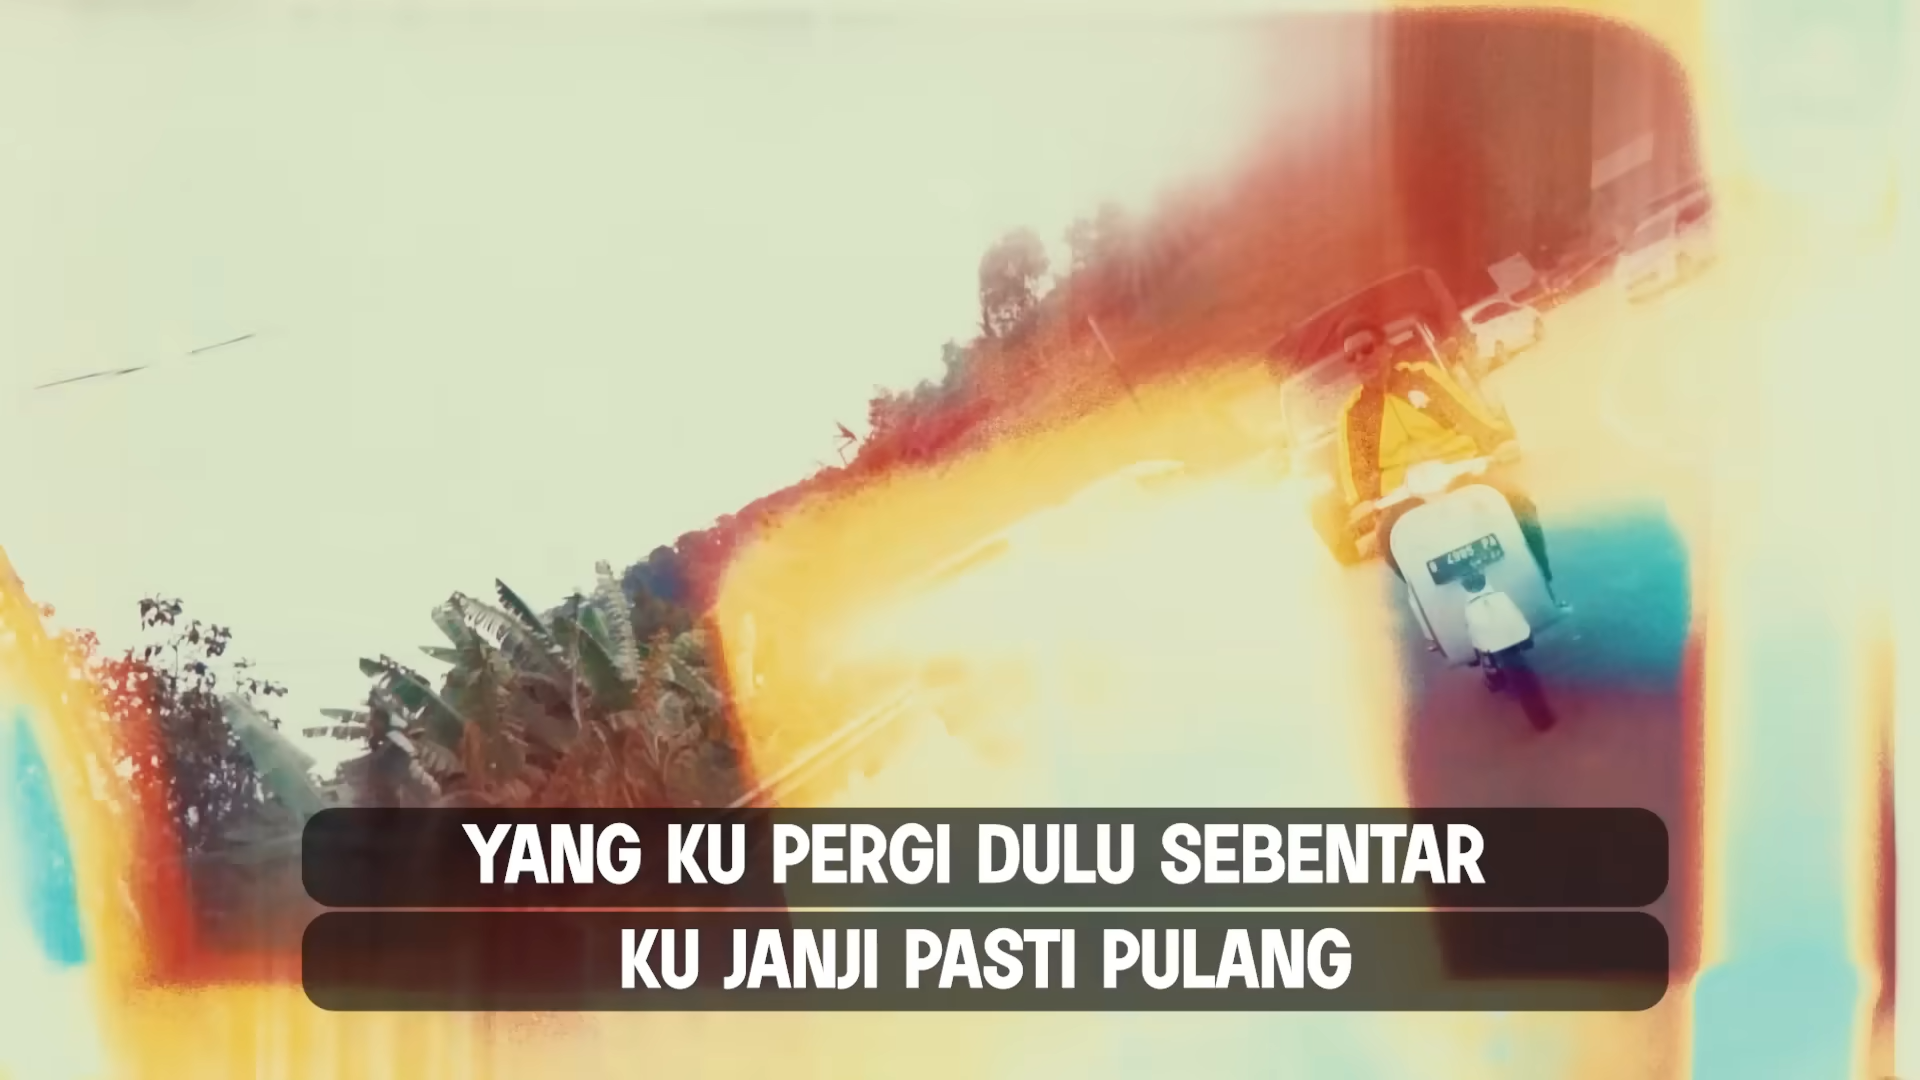 YANG KU PERGI DULU SEBENTAR
KU JANJI PASTI PULANG